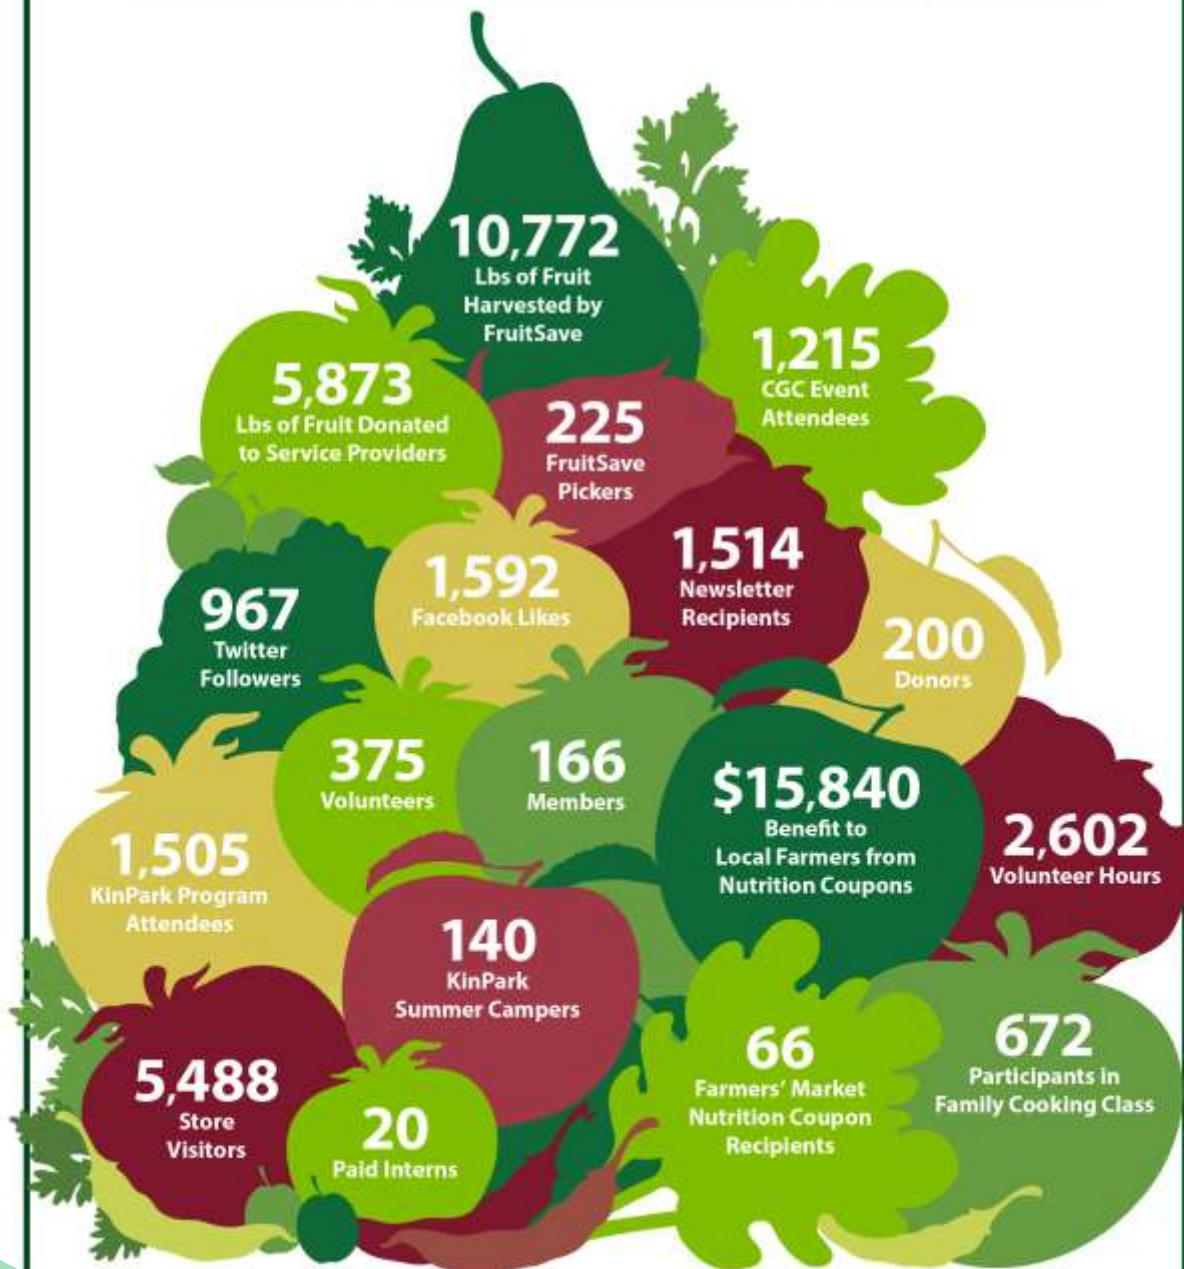 10,772
Lbs of Fruit
Harvested by
FruitSave
1,215
CGC Event
Attendees
5,873
Lbs of Fruit Donated
to Service Providers
225
FruitSave
Pickers
1,514
Newsletter
Recipients
1,592
Facebook Likes
967
Twitter
Followers
200
Donors
375
Volunteers
166
Members
$15,840
Benefit to
Local Farmers from
Nutrition Coupons
2,602
Volunteer Hours
1,505
KinPark Program
Attendees
140
KinPark
Summer Campers
66
Farmers’ Market
Nutrition Coupon
Recipients
672
Participants in
Family Cooking Class
5,488
Store
Visitors
20
Paid Interns